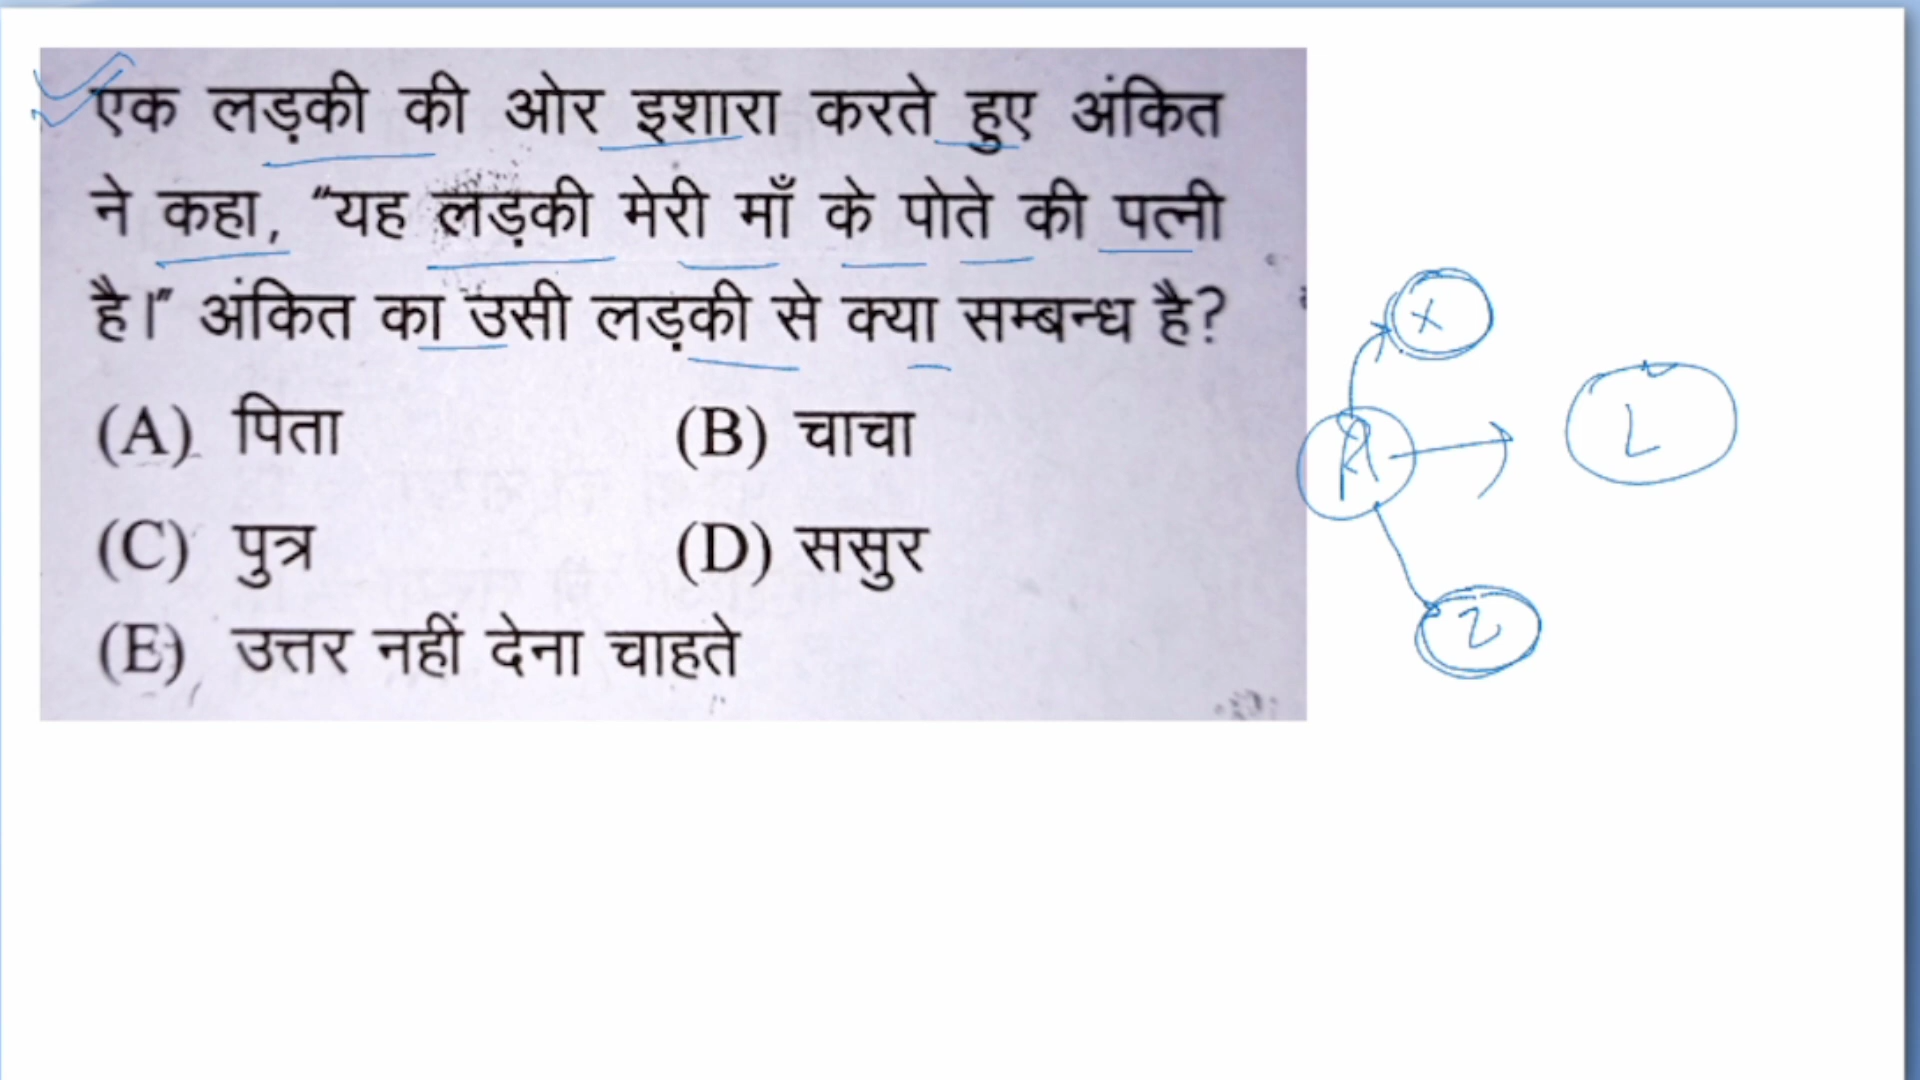 एक लड़की की ओर इशारा करते हुए अंकित
ने कहा, "यह लड़की मेरी माँ के पोते की पत्नी
है।" अंकित का उसी लड़की से क्या सम्बन्ध है?
(A) पिता (B) चाचा
(C) पुत्र (D) ससुर
(E) उत्तर नहीं देना चाहते
X
A
L
2